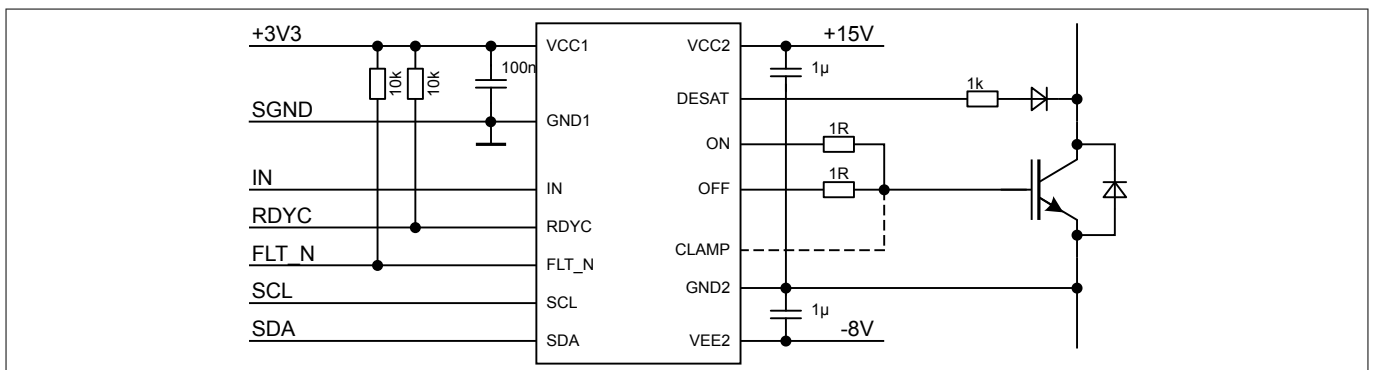 +3V3
VCC1
VCC2
+15V
10k
10k
100n
1µ
DESAT
1k
SGND
GND1
ON
1R
IN
IN
OFF
1R
RDYC
RDYC
CLAMP
FLT_N
FLT_N
GND2
SCL
SCL
1µ
SDA
SDA
VEE2
-8V